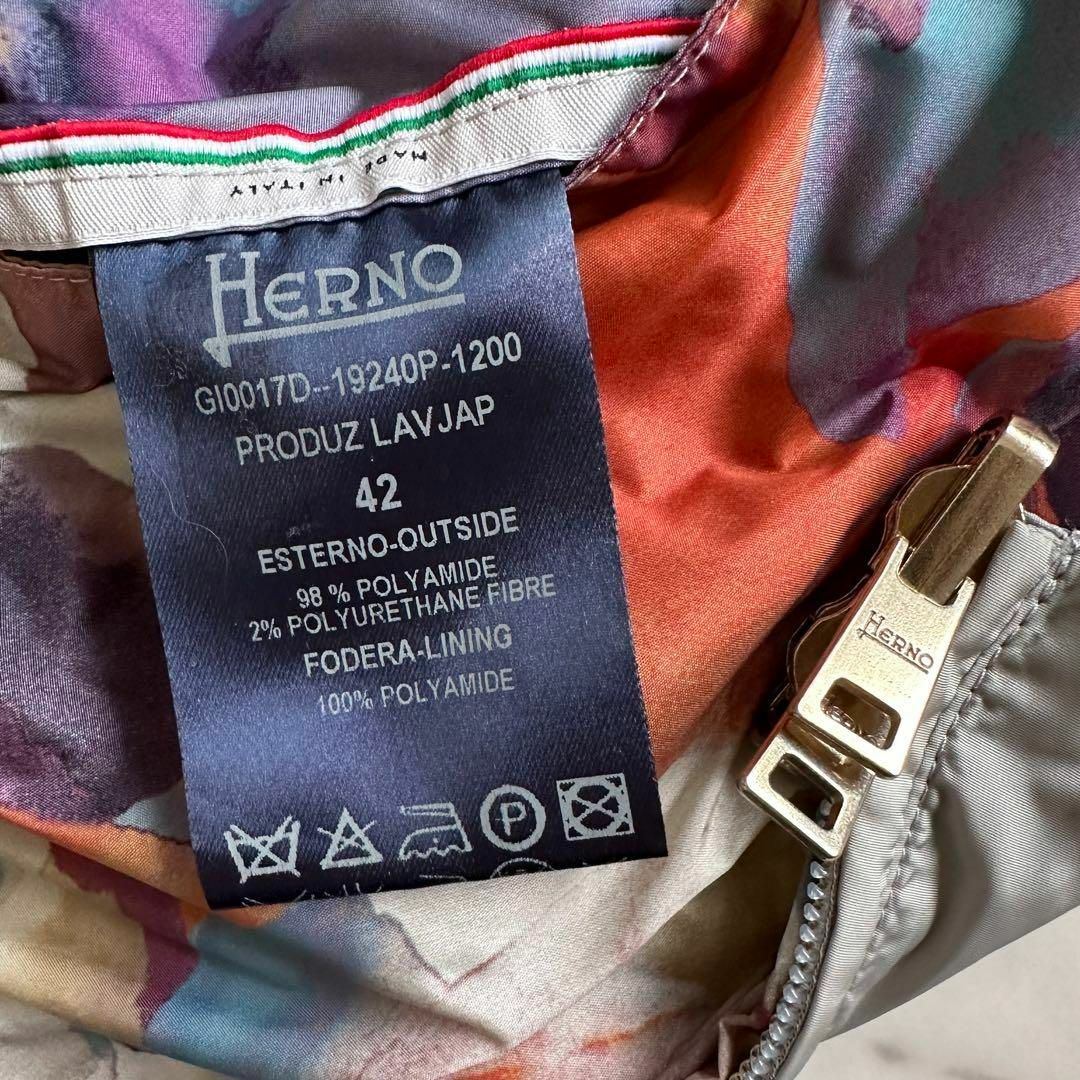 MADE IN ITALY
HERNO
GI0017D--19240P-1200
PRODUZ LAVJAP
42
ESTERNO-OUTSIDE
98 % POLYAMIDE
2% POLYURETHANE FIBRE
FODERA-LINING
100% POLYAMIDE
P
HERNO